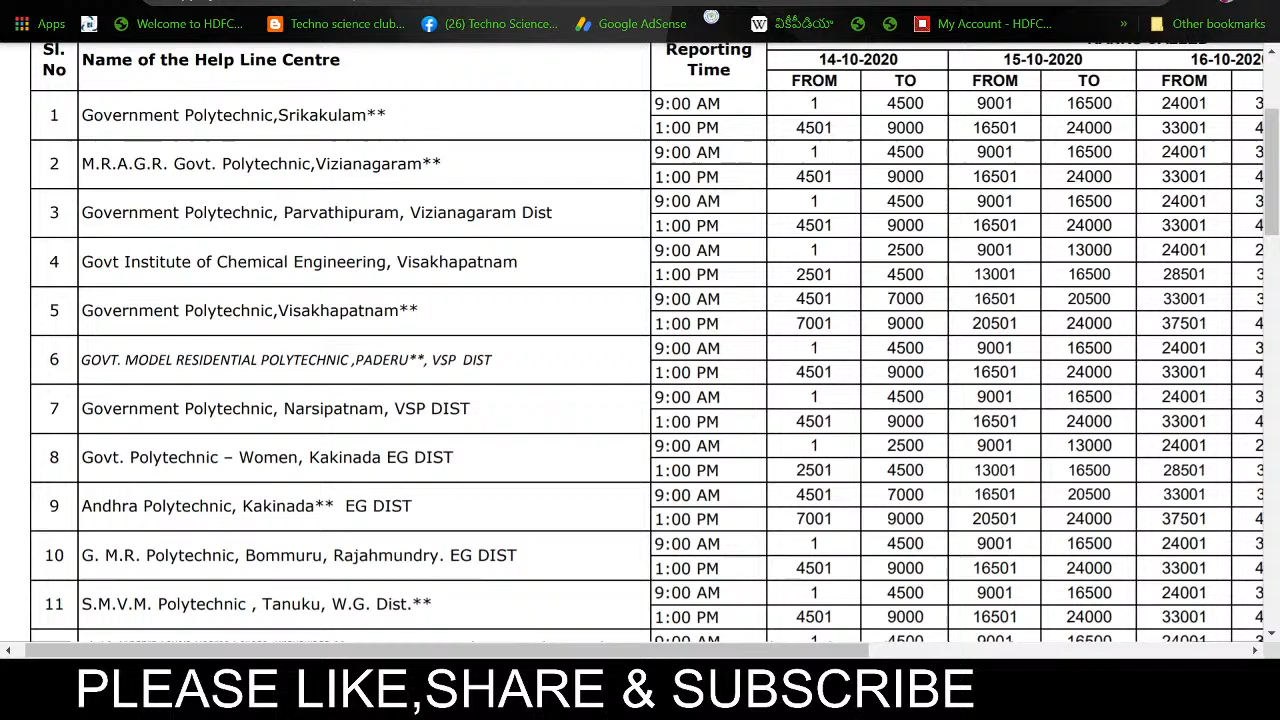 Apps Welcome to HDFC... Techno science club... (26) Techno Science... Google AdSense వికీపీడియా My Account - HDFC... » Other bookmarks
Sl. No Name of the Help Line Centre Reporting Time 14-10-2020 15-10-2020 16-10-2020
FROM TO FROM TO FROM
1 Government Polytechnic,Srikakulam** 9:00 AM 1 4500 9001 16500 24001
1:00 PM 4501 9000 16501 24000 33001
2 M.R.A.G.R. Govt. Polytechnic,Vizianagaram** 9:00 AM 1 4500 9001 16500 24001
1:00 PM 4501 9000 16501 24000 33001
3 Government Polytechnic, Parvathipuram, Vizianagaram Dist 9:00 AM 1 4500 9001 16500 24001
1:00 PM 4501 9000 16501 24000 33001
4 Govt Institute of Chemical Engineering, Visakhapatnam 9:00 AM 1 2500 9001 13000 24001
1:00 PM 2501 4500 13001 16500 28501
5 Government Polytechnic,Visakhapatnam** 9:00 AM 4501 7000 16501 20500 33001
1:00 PM 7001 9000 20501 24000 37501
6 GOVT. MODEL RESIDENTIAL POLYTECHNIC ,PADERU**, VSP DIST 9:00 AM 1 4500 9001 16500 24001
1:00 PM 4501 9000 16501 24000 33001
7 Government Polytechnic, Narsipatnam, VSP DIST 9:00 AM 1 4500 9001 16500 24001
1:00 PM 4501 9000 16501 24000 33001
8 Govt. Polytechnic – Women, Kakinada EG DIST 9:00 AM 1 2500 9001 13000 24001
1:00 PM 2501 4500 13001 16500 28501
9 Andhra Polytechnic, Kakinada** EG DIST 9:00 AM 4501 7000 16501 20500 33001
1:00 PM 7001 9000 20501 24000 37501
10 G. M.R. Polytechnic, Bommuru, Rajahmundry. EG DIST 9:00 AM 1 4500 9001 16500 24001
1:00 PM 4501 9000 16501 24000 33001
11 S.M.V.M. Polytechnic , Tanuku, W.G. Dist.** 9:00 AM 1 4500 9001 16500 24001
1:00 PM 4501 9000 16501 24000 33001
9:00 AM 1 4500 9001 16500 24001
PLEASE LIKE,SHARE & SUBSCRIBE